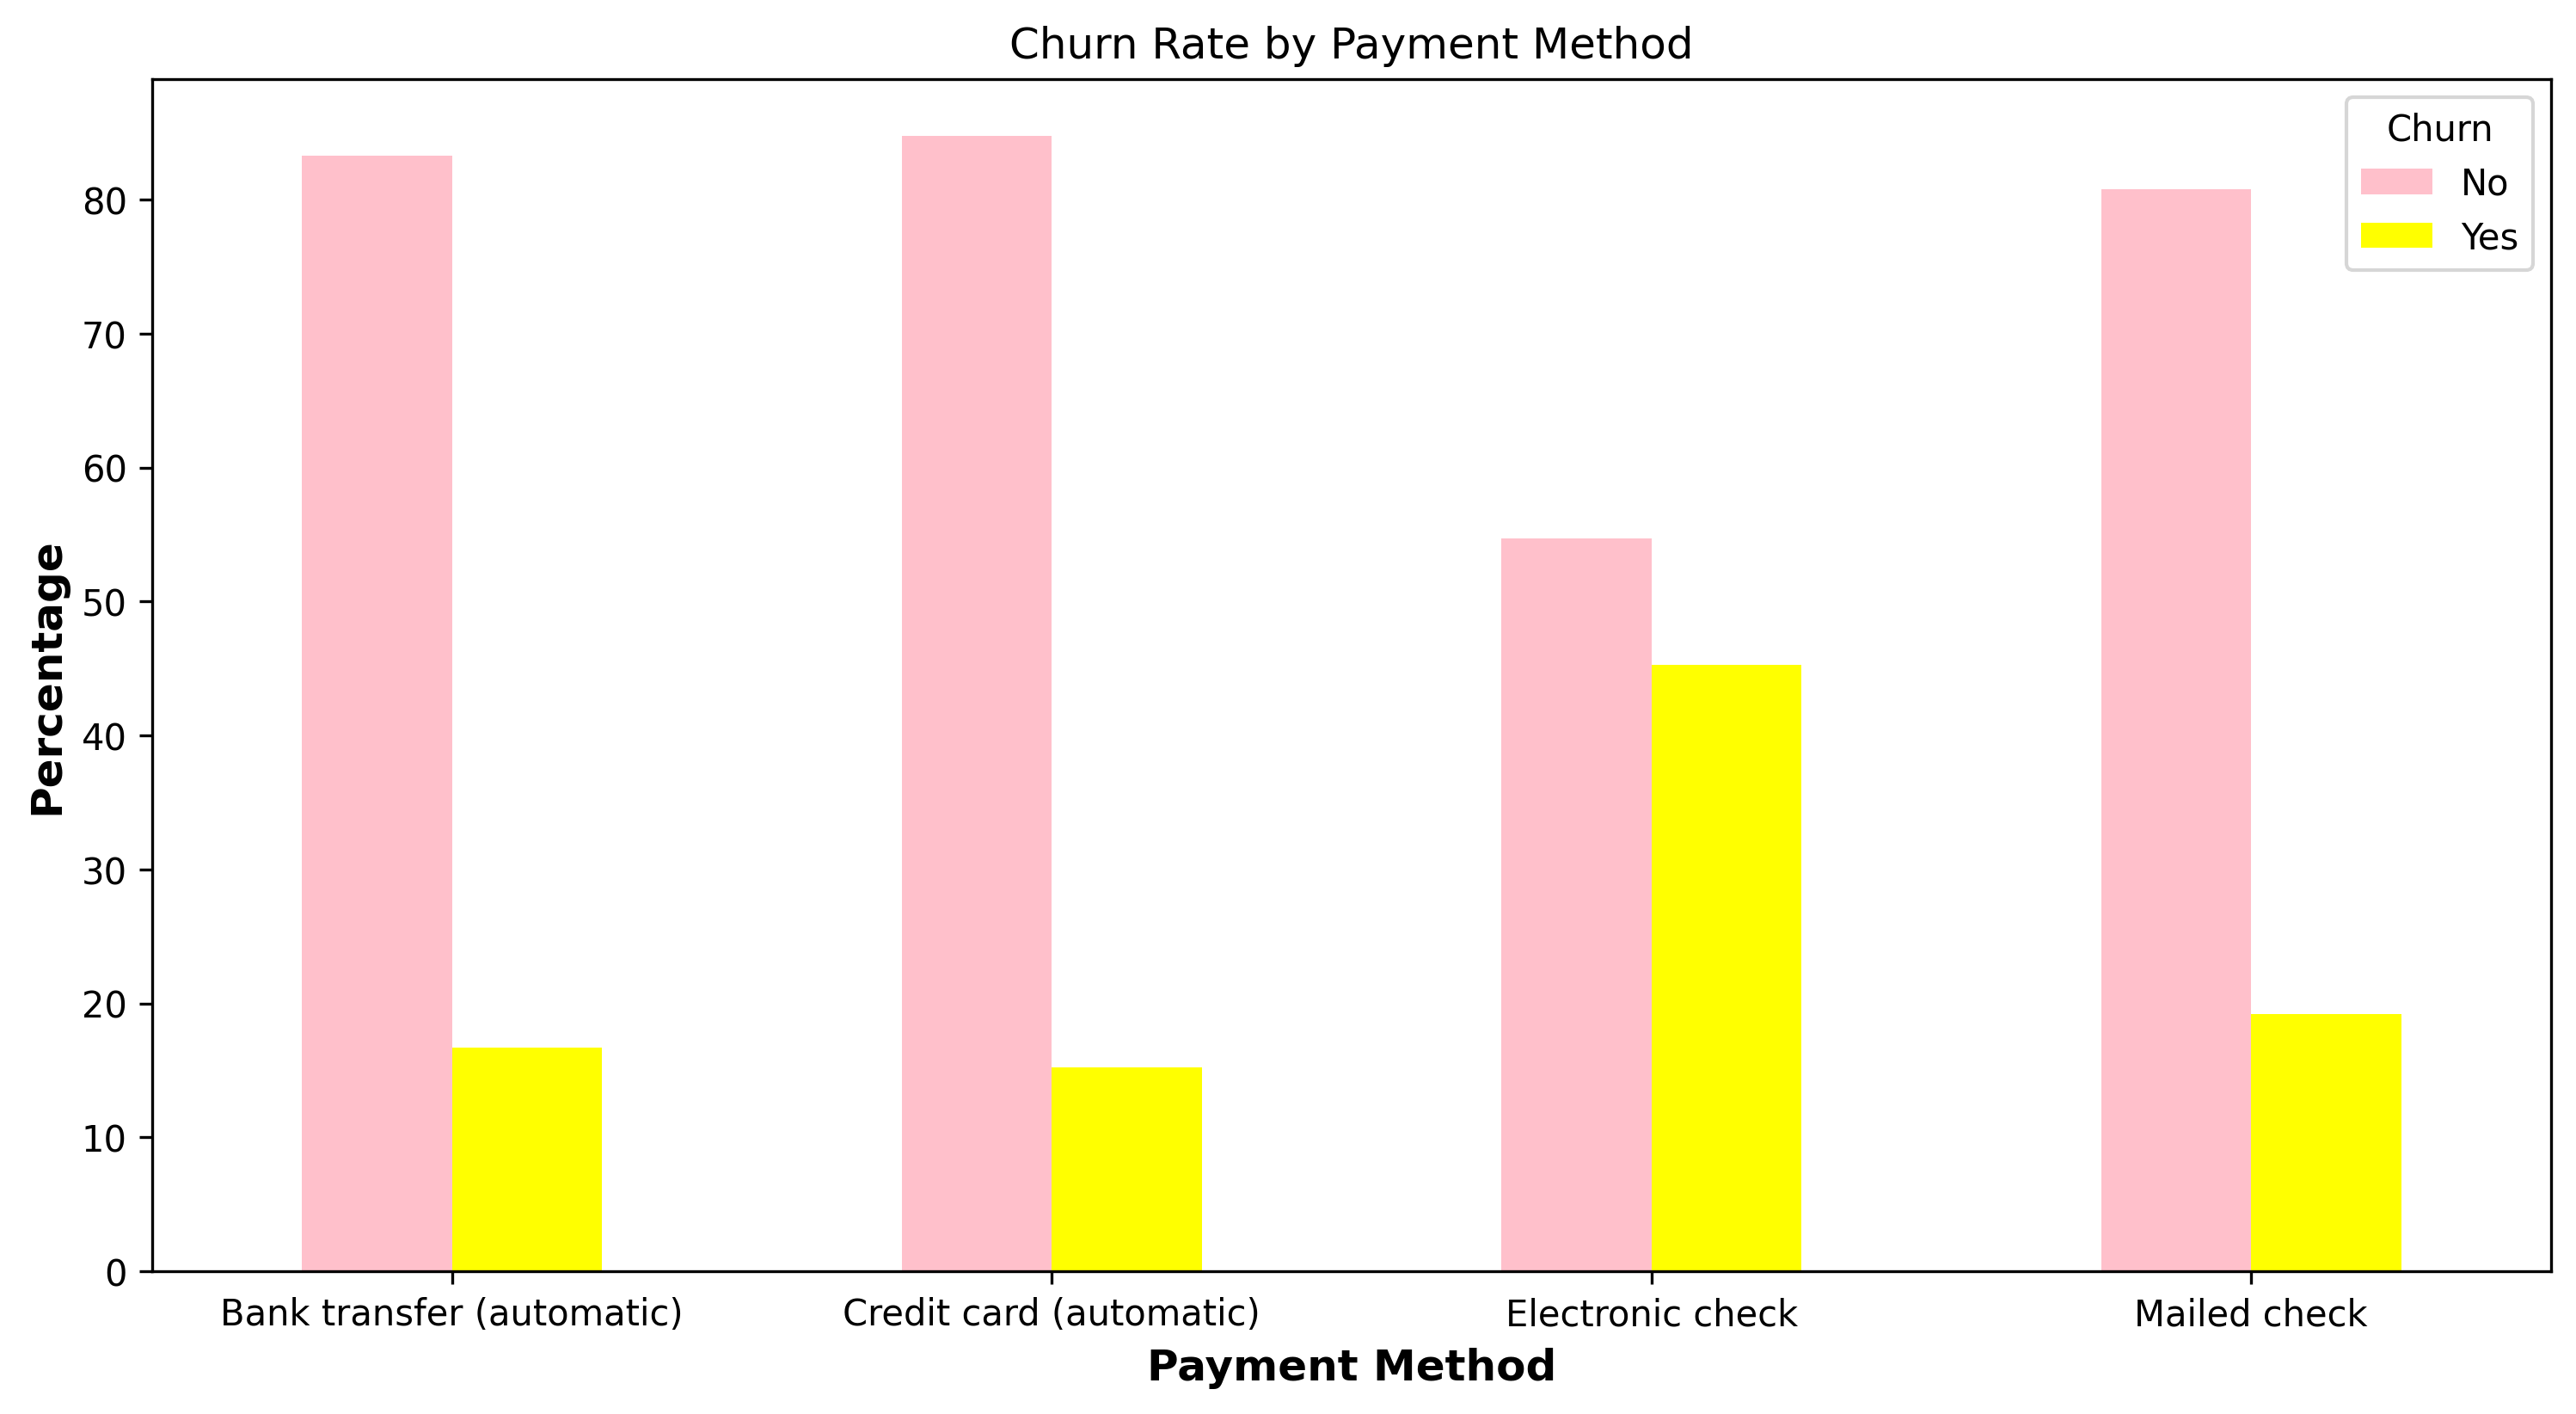 Churn Rate by Payment Method
Churn
No
Yes
Percentage
80
70
60
50
40
30
20
10
0
Bank transfer (automatic)
Credit card (automatic)
Electronic check
Mailed check
Payment Method